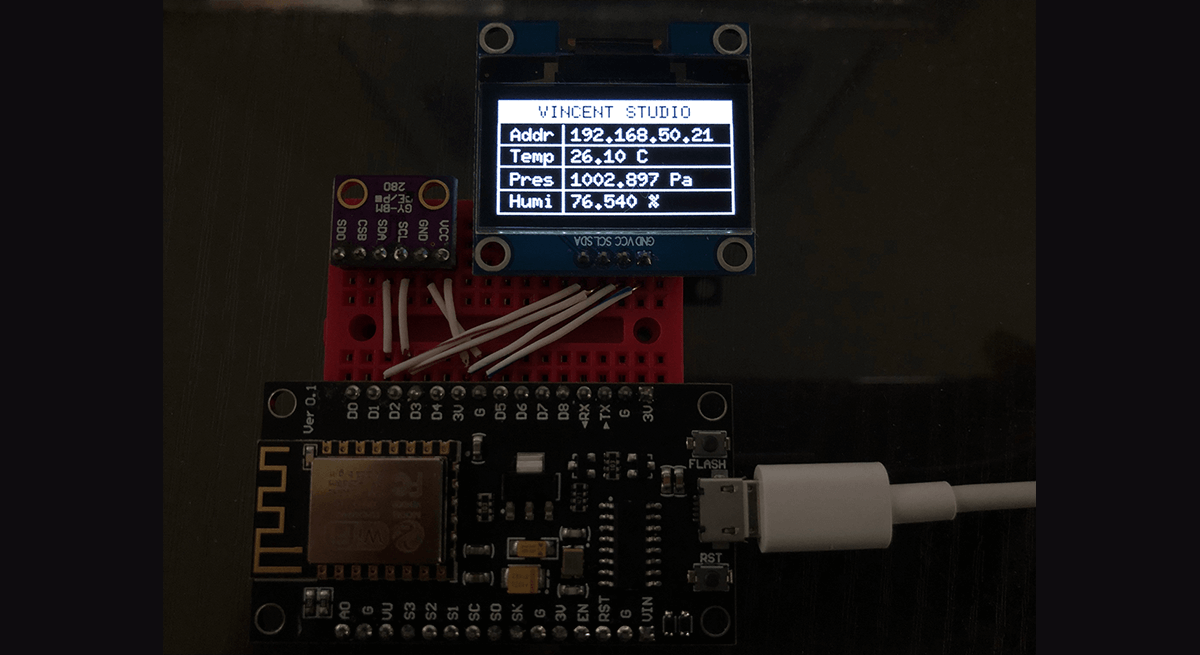 VINCENT STUDIO
Addr 192.168.50.21
Temp 26.10 C
Pres 1002.897 Pa
Humi 76.540 %
GND VCC SCL SDA
GY-BM
E/P
280
VCC
GND
SCL
SDA
CSB
SDO
Ver 0.1
D0 D1 D2 D3 D4 3V G D5 D6 D7 D8 RX TX G 3V
FLASH
RST
A0 G VU S3 S2 S1 SC SO SK G 3V EN RST G VIN